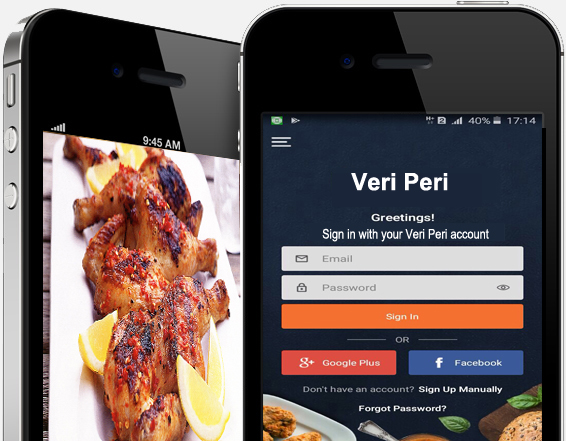 9:45 AM
H+ 2 40% 17:14
Veri Peri
Greetings!
Sign in with your Veri Peri account
Email
Password
Sign In
OR
g+ Google Plus
f Facebook
Don't have an account? Sign Up Manually
Forgot Password?